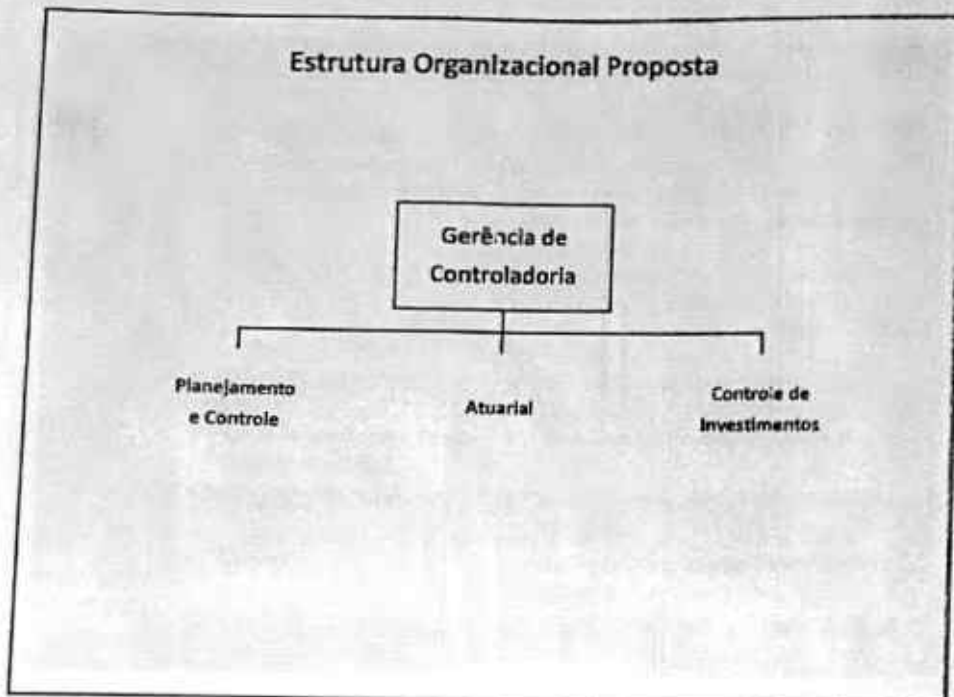 Estrutura Organizacional Proposta
Gerência de
Controladoria
Planejamento
e Controle
Atuarial
Controle de
Investimentos